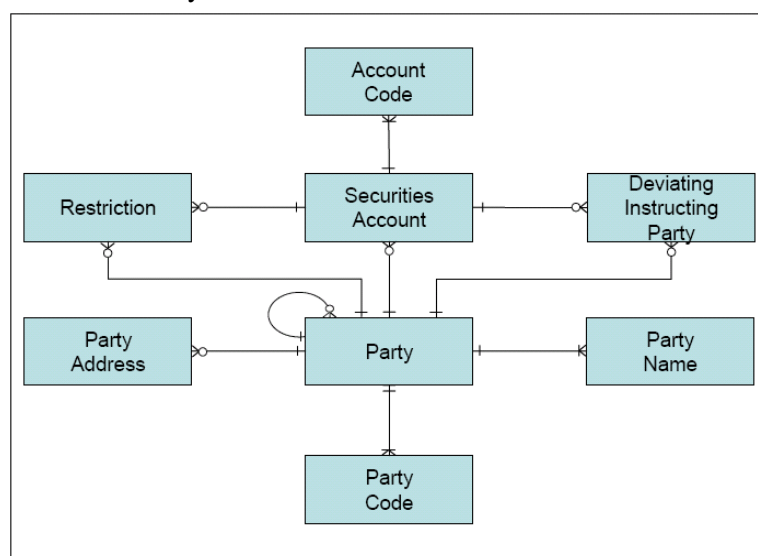 Account
Code
Restriction
Securities
Account
Deviating
Instructing
Party
Party
Address
Party
Party
Name
Party
Code